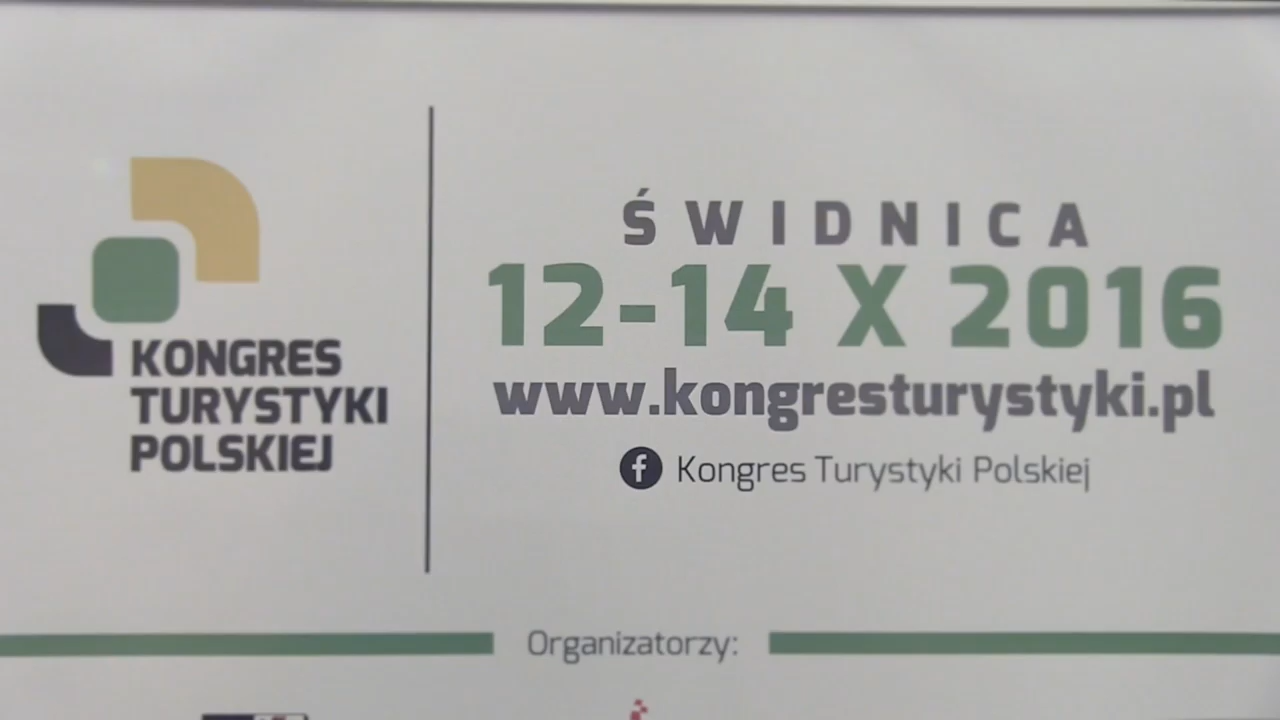 KONGRES
TURYSTYKI
POLSKIEJ
ŚWIDNICA
12-14 X 2016
www.kongresturystyki.pl
f Kongres Turystyki Polskiej
Organizatorzy: